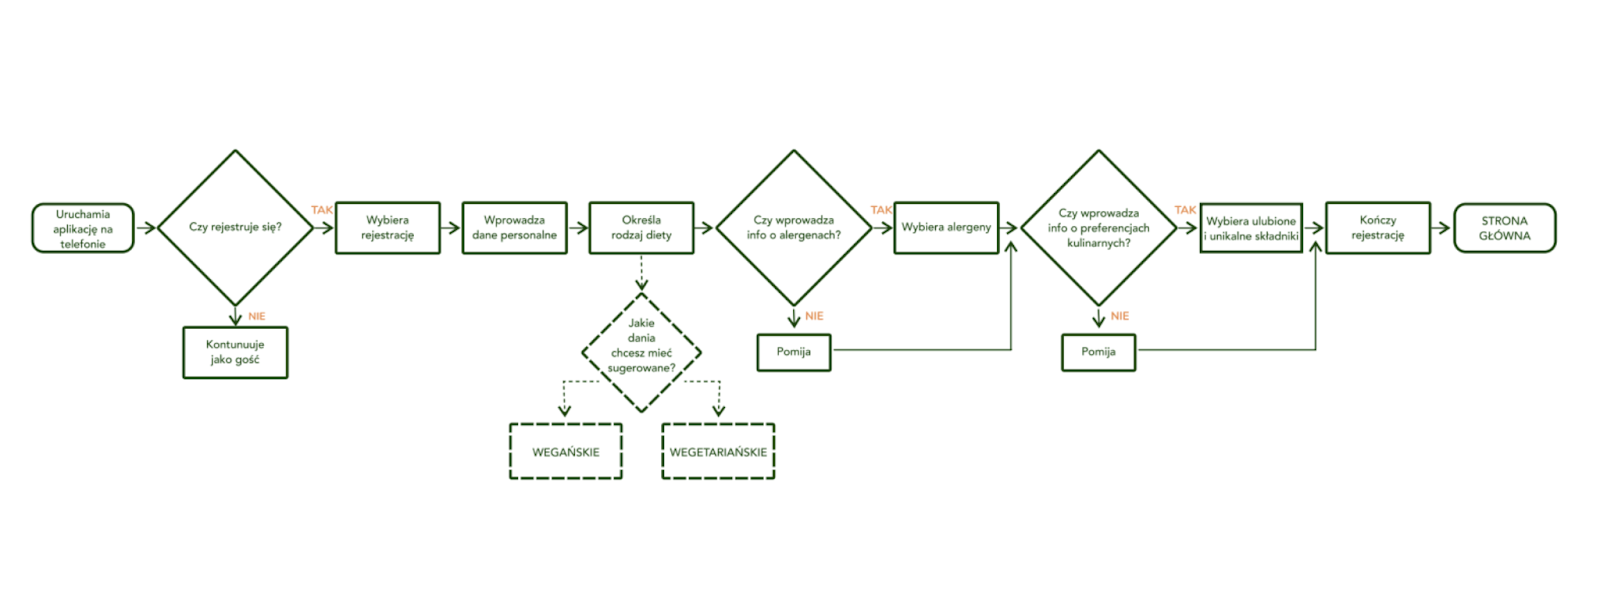 Uruchamia
aplikację na
telefonie
Czy rejestruje się?
TAK
NIE
Kontunuuje
jako gość
Wybiera
rejestrację
Wprowadza
dane personalne
Określa
rodzaj diety
Jakie
dania
chcesz mieć
sugerowane?
WEGAŃSKIE
WEGETARIAŃSKIE
Czy wprowadza
info o alergenach?
TAK
NIE
Pomija
Wybiera alergeny
Czy wprowadza
info o preferencjach
kulinarnych?
TAK
NIE
Pomija
Wybiera ulubione
i unikalne składniki
Kończy
rejestrację
STRONA
GŁÓWNA